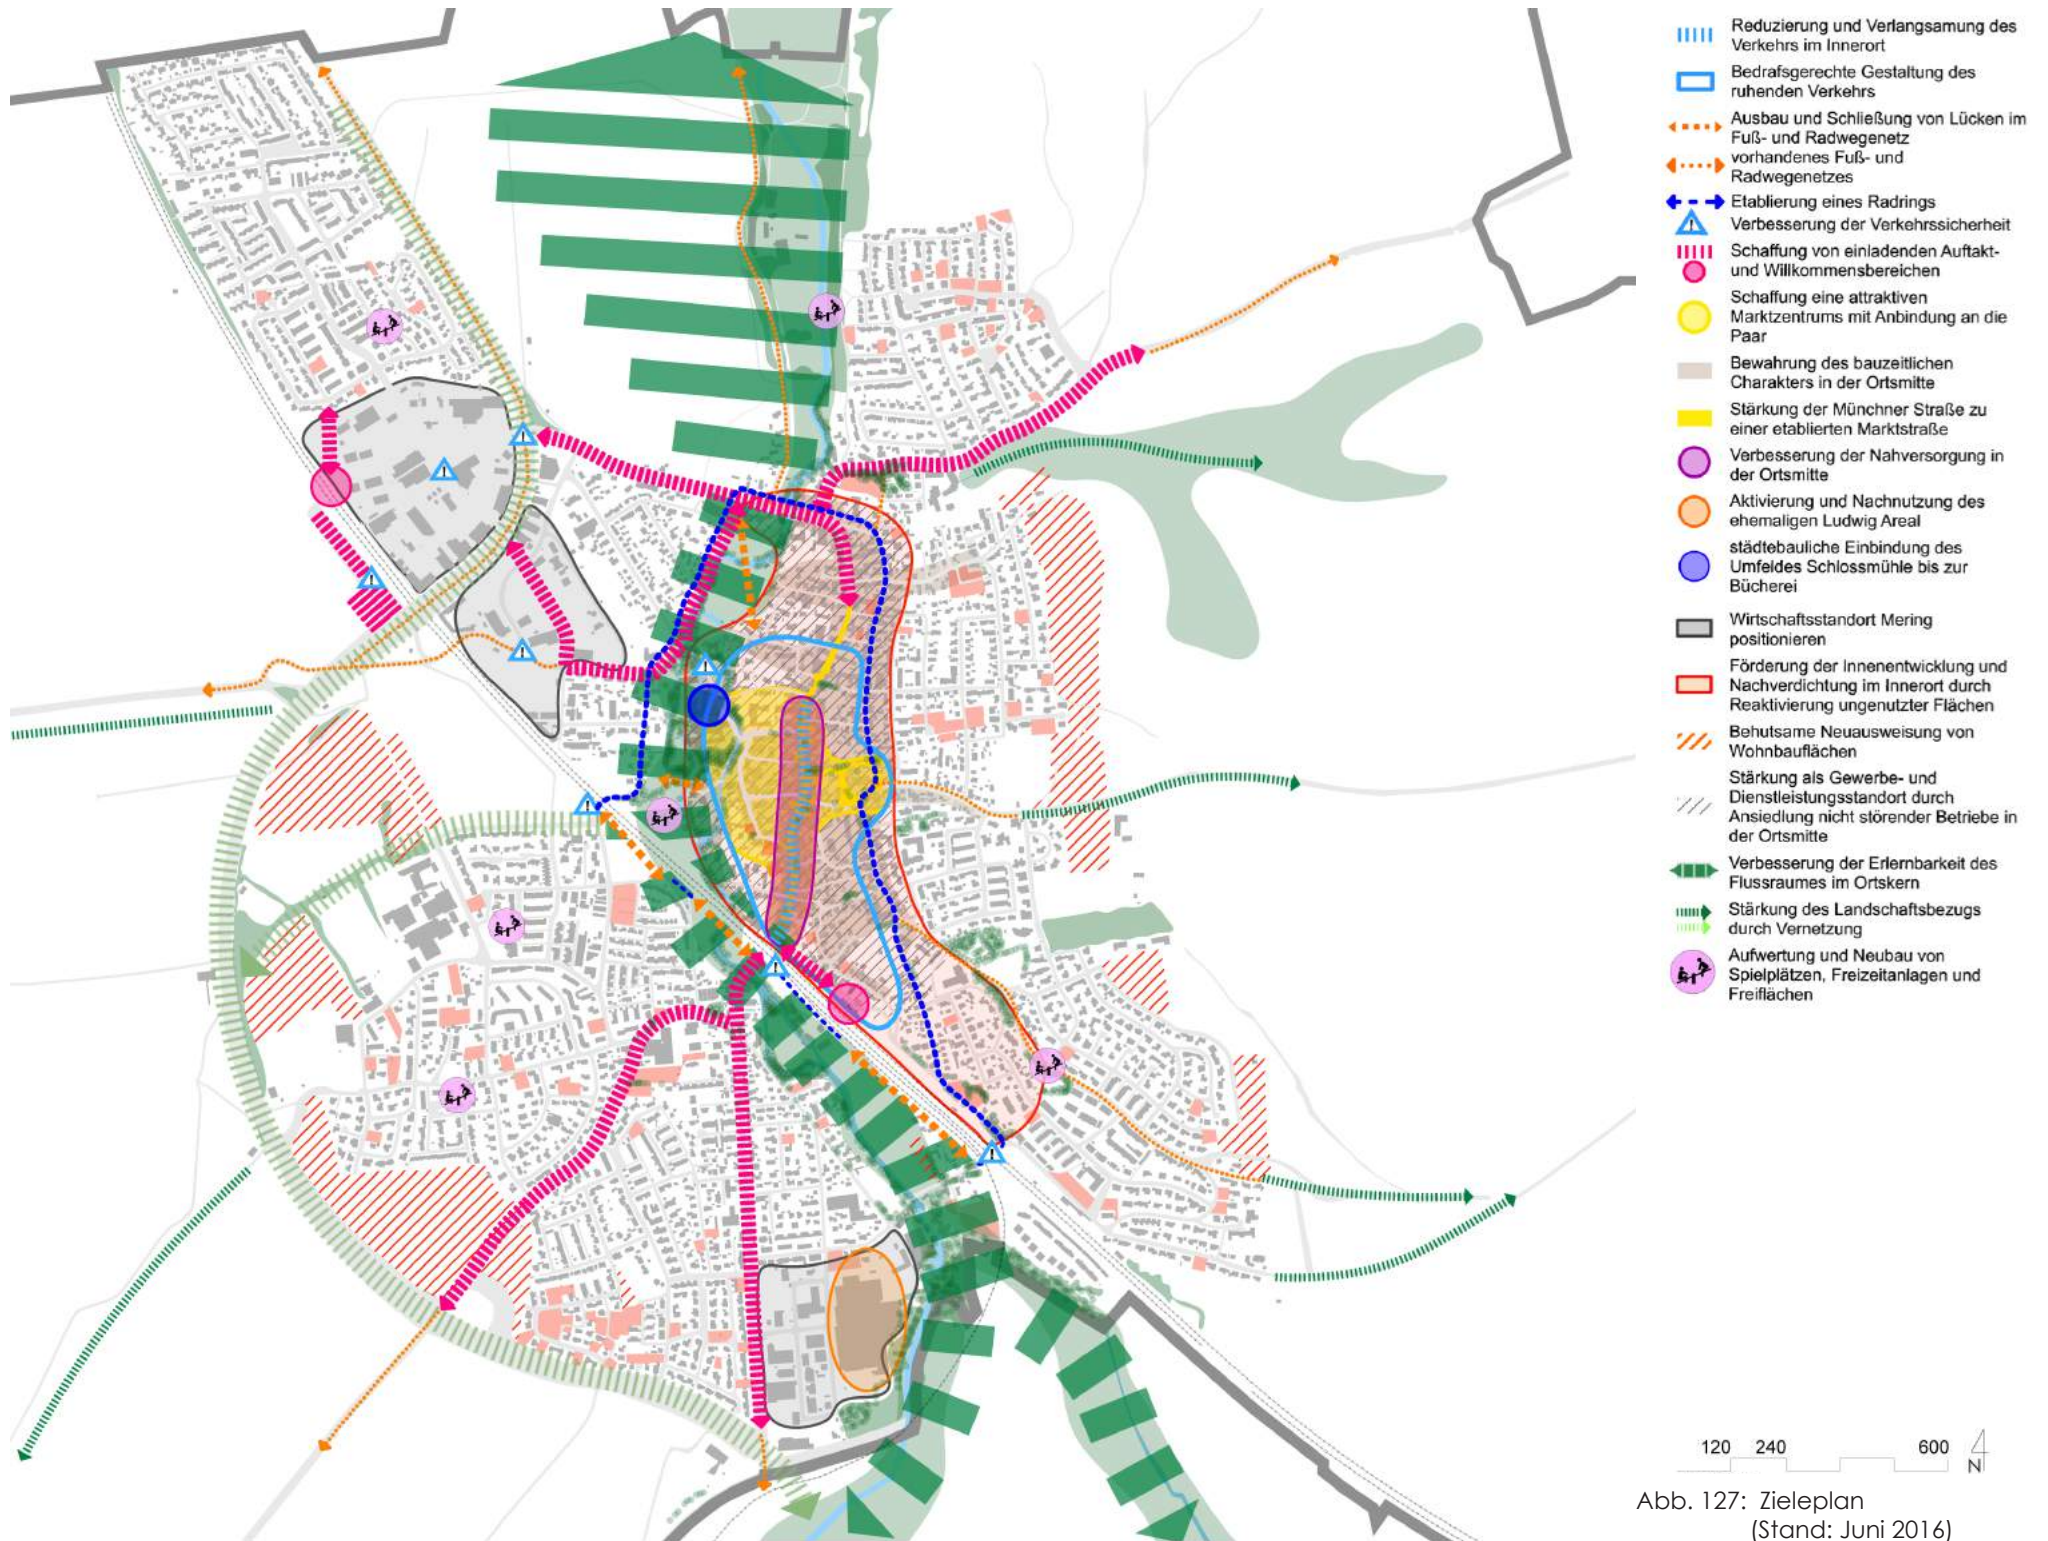 Reduzierung und Verlangsamung des
Verkehrs im Innerort
Bedrafsgerechte Gestaltung des
ruhenden Verkehrs
Ausbau und Schließung von Lücken im
Fuß- und Radwegenetz
vorhandenes Fuß- und
Radwegenetzes
Etablierung eines Radrings
Verbesserung der Verkehrssicherheit
Schaffung von einladenden Auftakt-
und Willkommensbereichen
Schaffung eine attraktiven
Marktzentrums mit Anbindung an die
Paar
Bewahrung des bauzeitlichen
Charakters in der Ortsmitte
Stärkung der Münchner Straße zu
einer etablierten Marktstraße
Verbesserung der Nahversorgung in
der Ortsmitte
Aktivierung und Nachnutzung des
ehemaligen Ludwig Areal
städtebauliche Einbindung des
Umfeldes Schlossmühle bis zur
Bücherei
Wirtschaftsstandort Mering
positionieren
Förderung der Innenentwicklung und
Nachverdichtung im Innerort durch
Reaktivierung ungenutzter Flächen
Behutsame Neuausweisung von
Wohnbauflächen
Stärkung als Gewerbe- und
Dienstleistungsstandort durch
Ansiedlung nicht störender Betriebe in
der Ortsmitte
Verbesserung der Erlernbarkeit des
Flussraumes im Ortskern
Stärkung des Landschaftsbezugs
durch Vernetzung
Aufwertung und Neubau von
Spielplätzen, Freizeitanlagen und
Freiflächen
120 240 600 N
Abb. 127: Zieleplan
(Stand: Juni 2016)